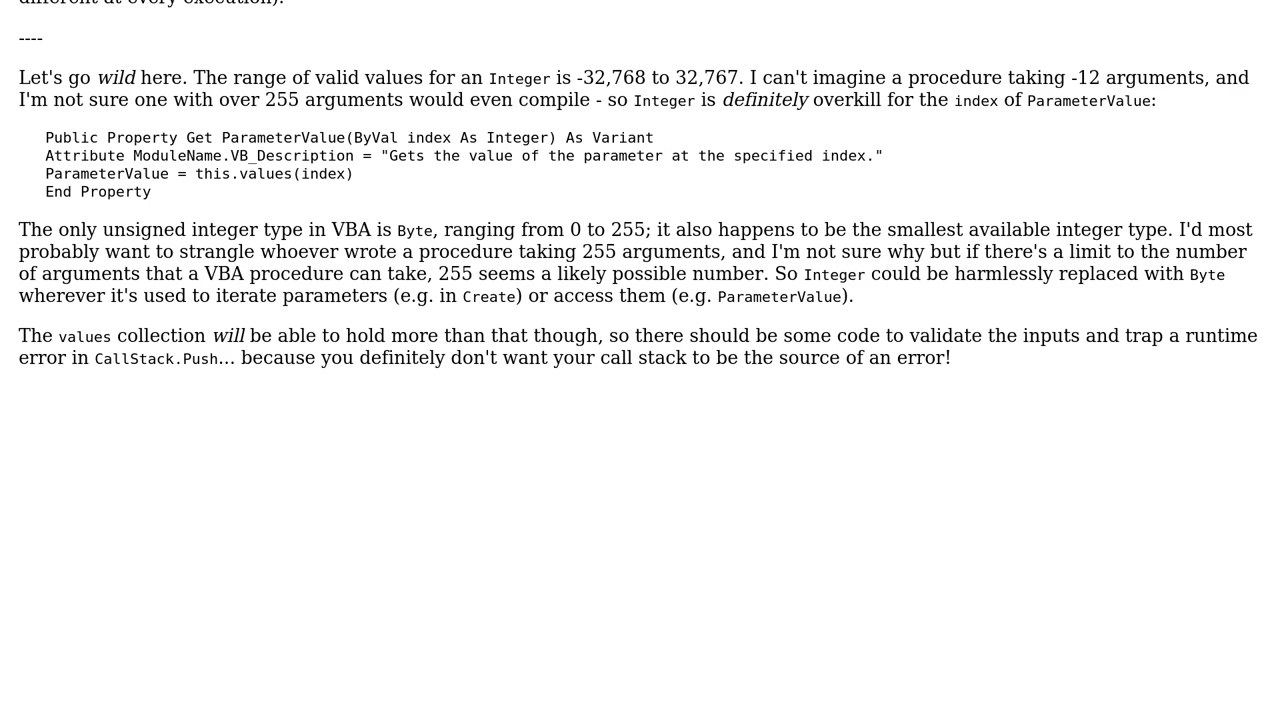 different at every execution).
----
Let's go wild here. The range of valid values for an Integer is -32,768 to 32,767. I can't imagine a procedure taking -12 arguments, and
I'm not sure one with over 255 arguments would even compile - so Integer is definitely overkill for the index of ParameterValue:
Public Property Get ParameterValue(ByVal index As Integer) As Variant
Attribute ModuleName.VB_Description = "Gets the value of the parameter at the specified index."
ParameterValue = this.values(index)
End Property
The only unsigned integer type in VBA is Byte, ranging from 0 to 255; it also happens to be the smallest available integer type. I'd most
probably want to strangle whoever wrote a procedure taking 255 arguments, and I'm not sure why but if there's a limit to the number
of arguments that a VBA procedure can take, 255 seems a likely possible number. So Integer could be harmlessly replaced with Byte
wherever it's used to iterate parameters (e.g. in Create) or access them (e.g. ParameterValue).
The values collection will be able to hold more than that though, so there should be some code to validate the inputs and trap a runtime
error in CallStack.Push... because you definitely don't want your call stack to be the source of an error!